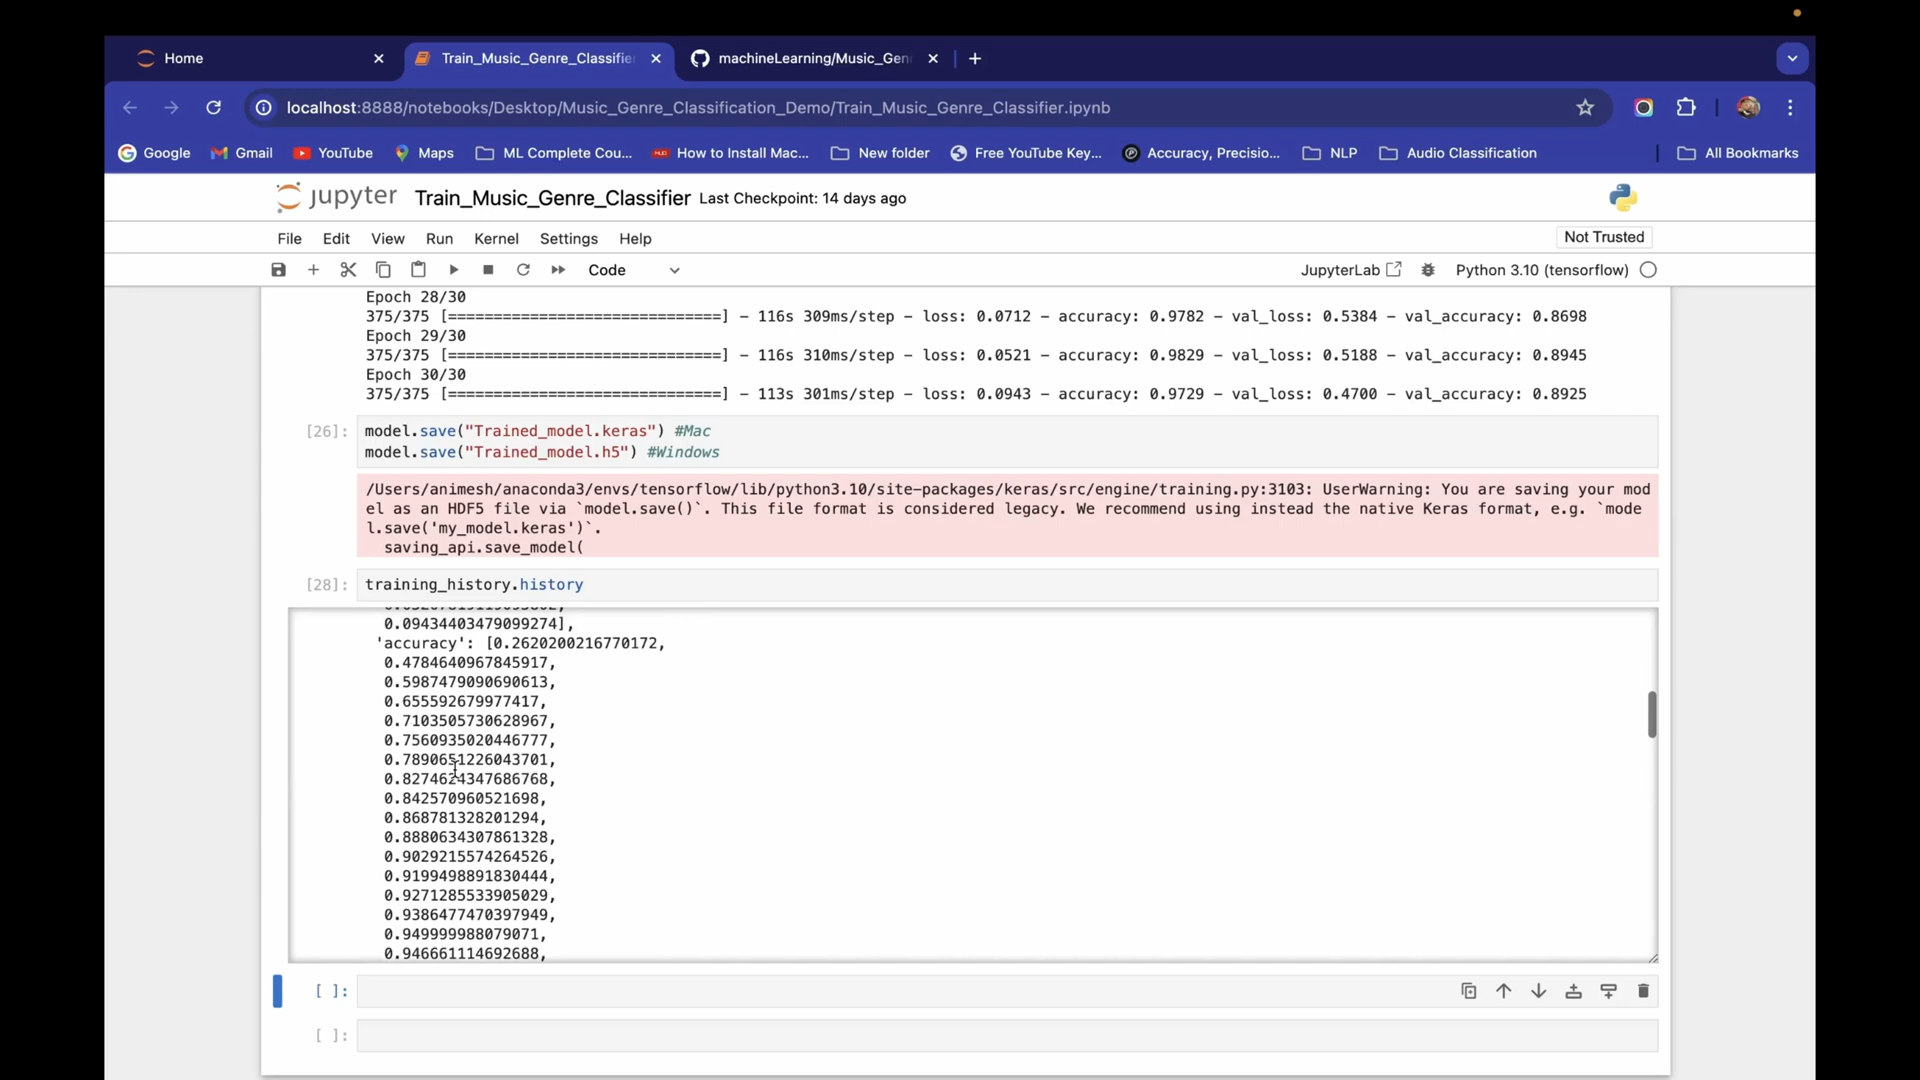 Home
Train_Music_Genre_Classifie
machineLearning/Music_Gen
localhost:8888/notebooks/Desktop/Music_Genre_Classification_Demo/Train_Music_Genre_Classifier.ipynb
Google Gmail YouTube Maps ML Complete Cou... How to Install Mac... New folder Free YouTube Key... Accuracy, Precisio... NLP Audio Classification All Bookmarks
jupyter Train_Music_Genre_Classifier Last Checkpoint: 14 days ago
File Edit View Run Kernel Settings Help Not Trusted
Code JupyterLab Python 3.10 (tensorflow)
Epoch 28/30
375/375 [==============================] - 116s 309ms/step - loss: 0.0712 - accuracy: 0.9782 - val_loss: 0.5384 - val_accuracy: 0.8698
Epoch 29/30
375/375 [==============================] - 116s 310ms/step - loss: 0.0521 - accuracy: 0.9829 - val_loss: 0.5188 - val_accuracy: 0.8945
Epoch 30/30
375/375 [==============================] - 113s 301ms/step - loss: 0.0943 - accuracy: 0.9729 - val_loss: 0.4700 - val_accuracy: 0.8925
[26]: model.save("Trained_model.keras") #Mac
model.save("Trained_model.h5") #Windows
/Users/animesh/anaconda3/envs/tensorflow/lib/python3.10/site-packages/keras/src/engine/training.py:3103: UserWarning: You are saving your mod
el as an HDF5 file via `model.save()`. This file format is considered legacy. We recommend using instead the native Keras format, e.g. `mode
l.save('my_model.keras')`.
saving_api.save_model(
[28]: training_history.history
0.09434403479099274],
'accuracy': [0.2620200216770172,
0.4784640967845917,
0.5987479090690613,
0.655592679977417,
0.7103505730628967,
0.7560935020446777,
0.7890651226043701,
0.8274624347686768,
0.842570960521698,
0.868781328201294,
0.8880634307861328,
0.9029215574264526,
0.9199498891830444,
0.9271285533905029,
0.9386477470397949,
0.949999988079071,
0.946661114692688,
[ ]:
[ ]: